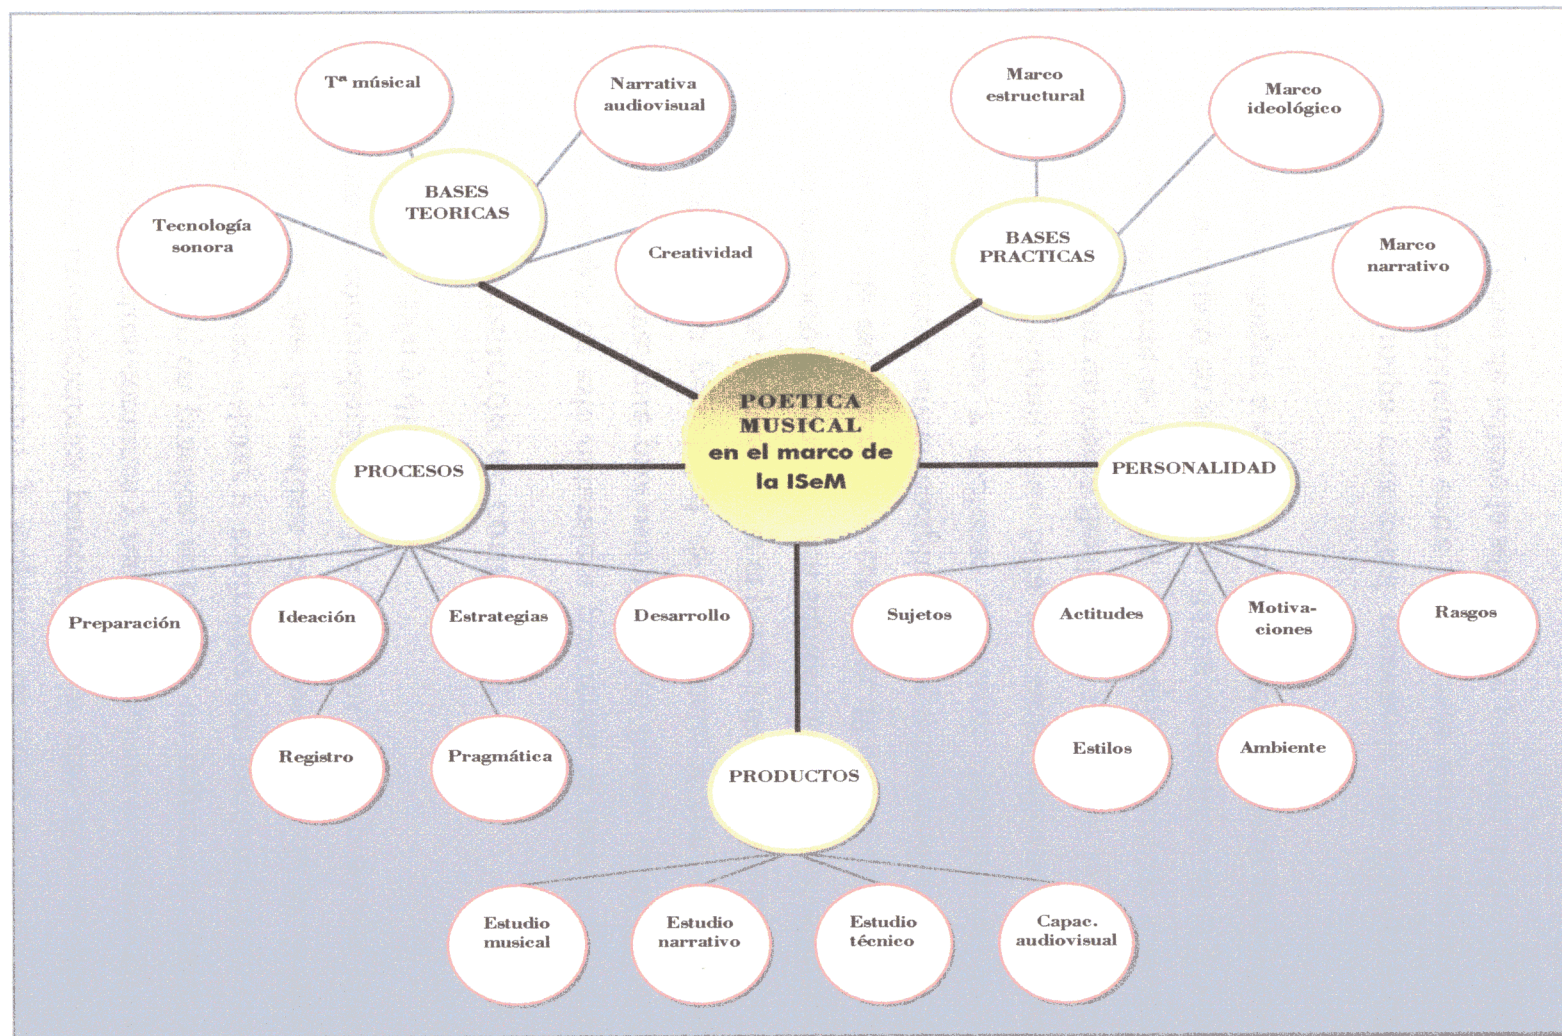 Tª músical
Narrativa
audiovisual
Marco
estructural
Marco
ideológico
BASES
TEORICAS
Tecnología
sonora
Creatividad
BASES
PRACTICAS
Marco
narrativo
POETICA
MUSICAL
en el marco de
la ISeM
PROCESOS
PERSONALIDAD
Preparación
Ideación
Estrategias
Desarrollo
Sujetos
Actitudes
Motiva-
ciones
Rasgos
Registro
Pragmática
Estilos
Ambiente
PRODUCTOS
Estudio
musical
Estudio
narrativo
Estudio
técnico
Capac.
audiovisual